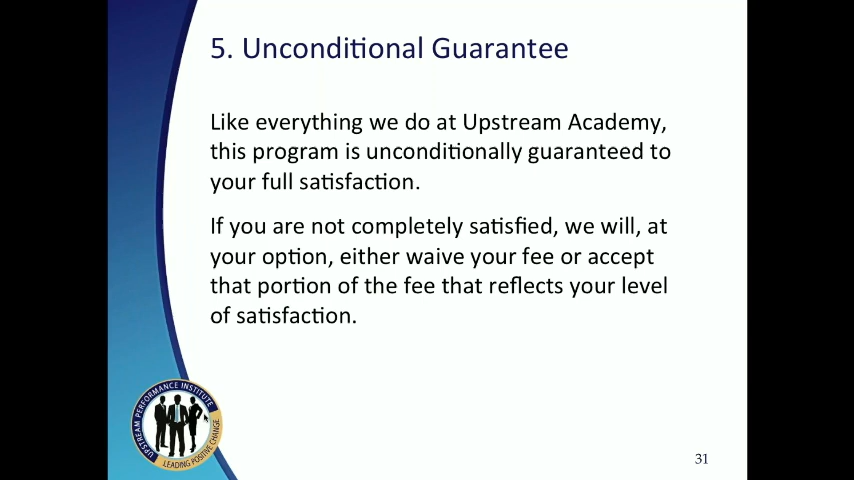 5. Unconditional Guarantee
Like everything we do at Upstream Academy,
this program is unconditionally guaranteed to
your full satisfaction.
If you are not completely satisfied, we will, at
your option, either waive your fee or accept
that portion of the fee that reflects your level
of satisfaction.
UPSTREAM PERFORMANCE INSTITUTE
LEADING POSITIVE CHANGE
31